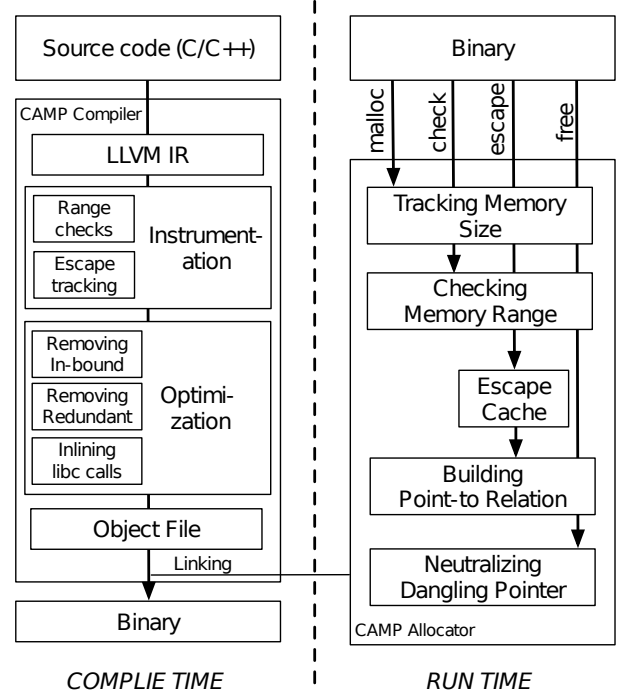 Source code (C/C++)
CAMP Compiler
LLVM IR
Range
checks
Escape
tracking
Instrument-
ation
Removing
In-bound
Removing
Redundant
Inlining
libc calls
Optimi-
zation
Object File
Linking
Binary
COMPLIE TIME
Binary
malloc
check
escape
free
Tracking Memory
Size
Checking
Memory Range
Escape
Cache
Building
Point-to Relation
Neutralizing
Dangling Pointer
CAMP Allocator
RUN TIME